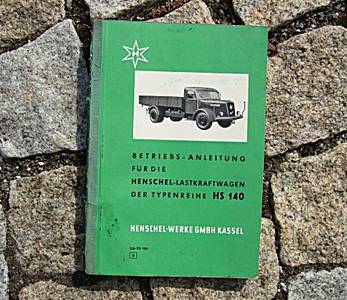 H
BETRIEBS-ANLEITUNG
FÜR DIE
HENSCHEL-LASTKRAFTWAGEN
DER TYPENREIHE HS 140
HENSCHEL-WERKE GMBH KASSEL